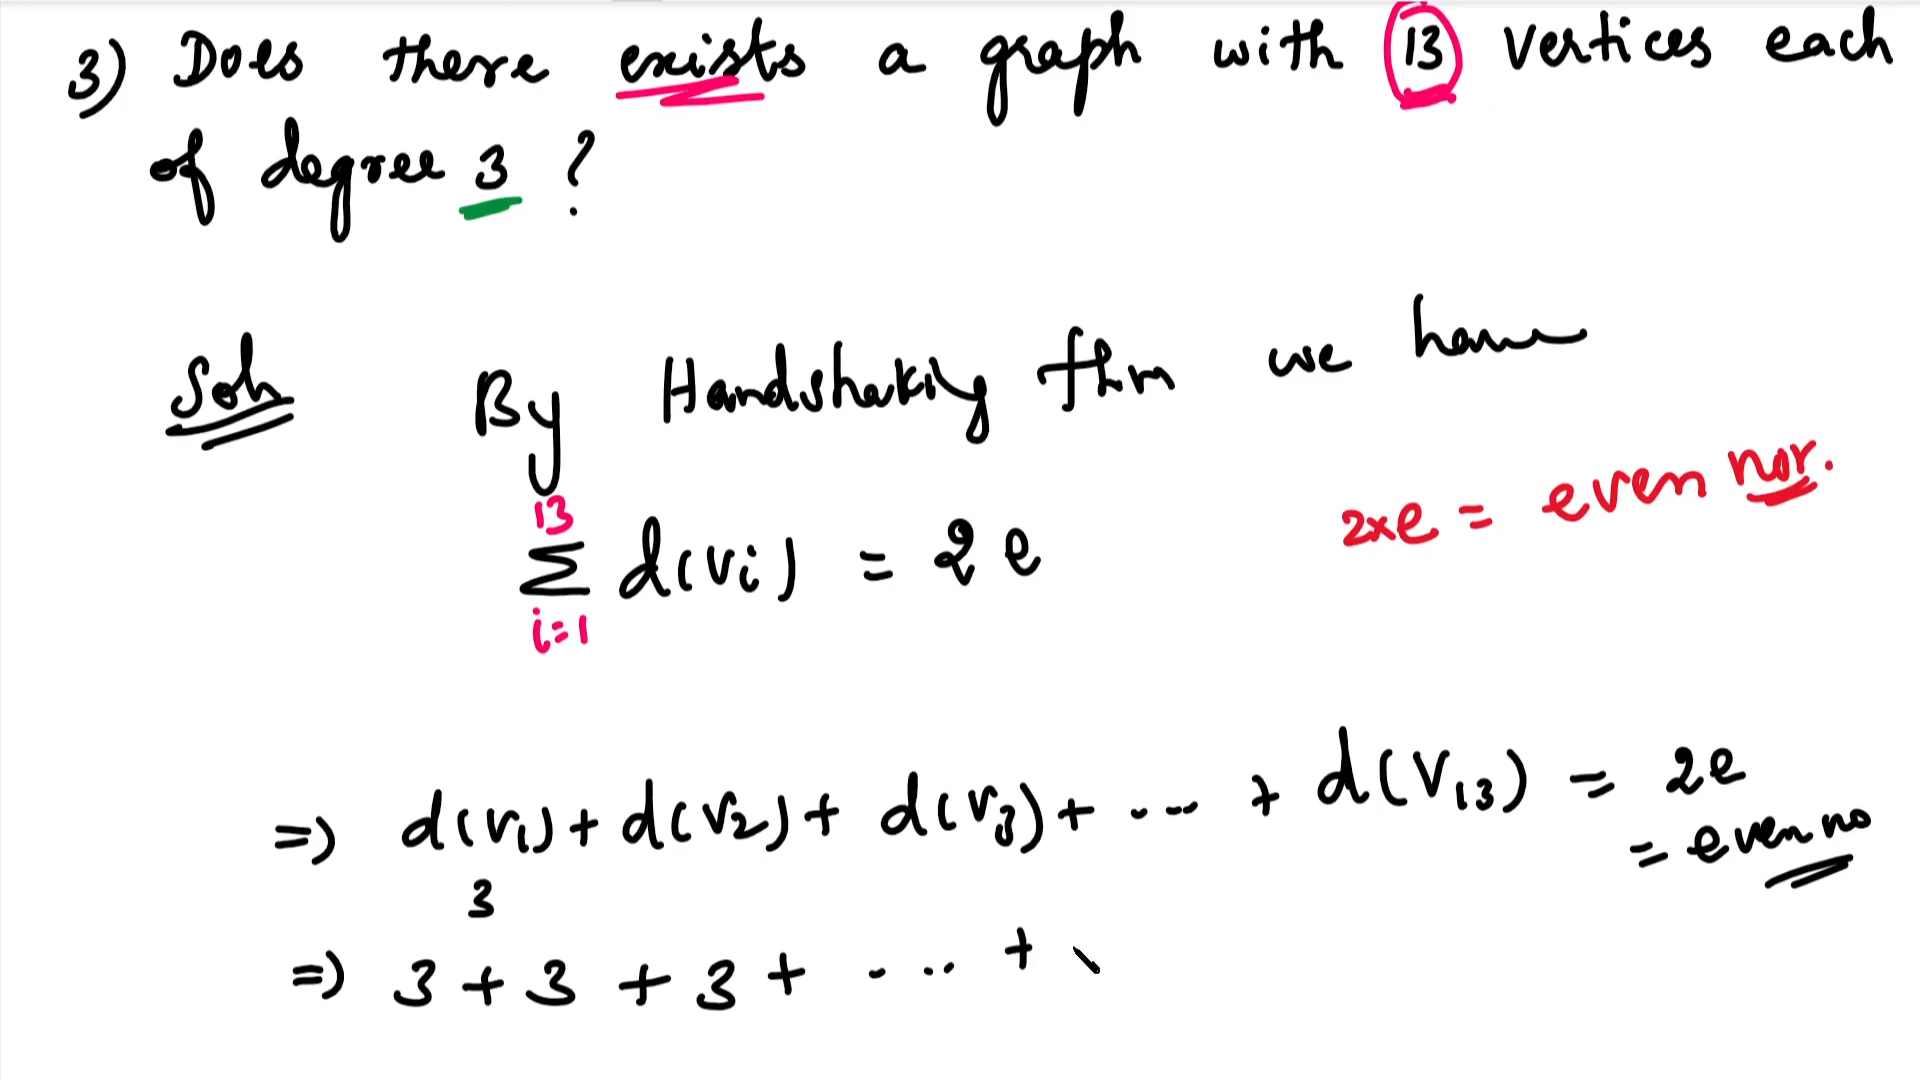 3) Does there exists a graph with 13 vertices each
of degree 3 ?
Soln By Handshaking thm we have
13
Σ d(vi) = 2e
i=1
2×e = even nor.
=) d(v1) + d(v2) + d(v3) + ... + d(v13) = 2e
= even no
3
=) 3 + 3 + 3 + ... +